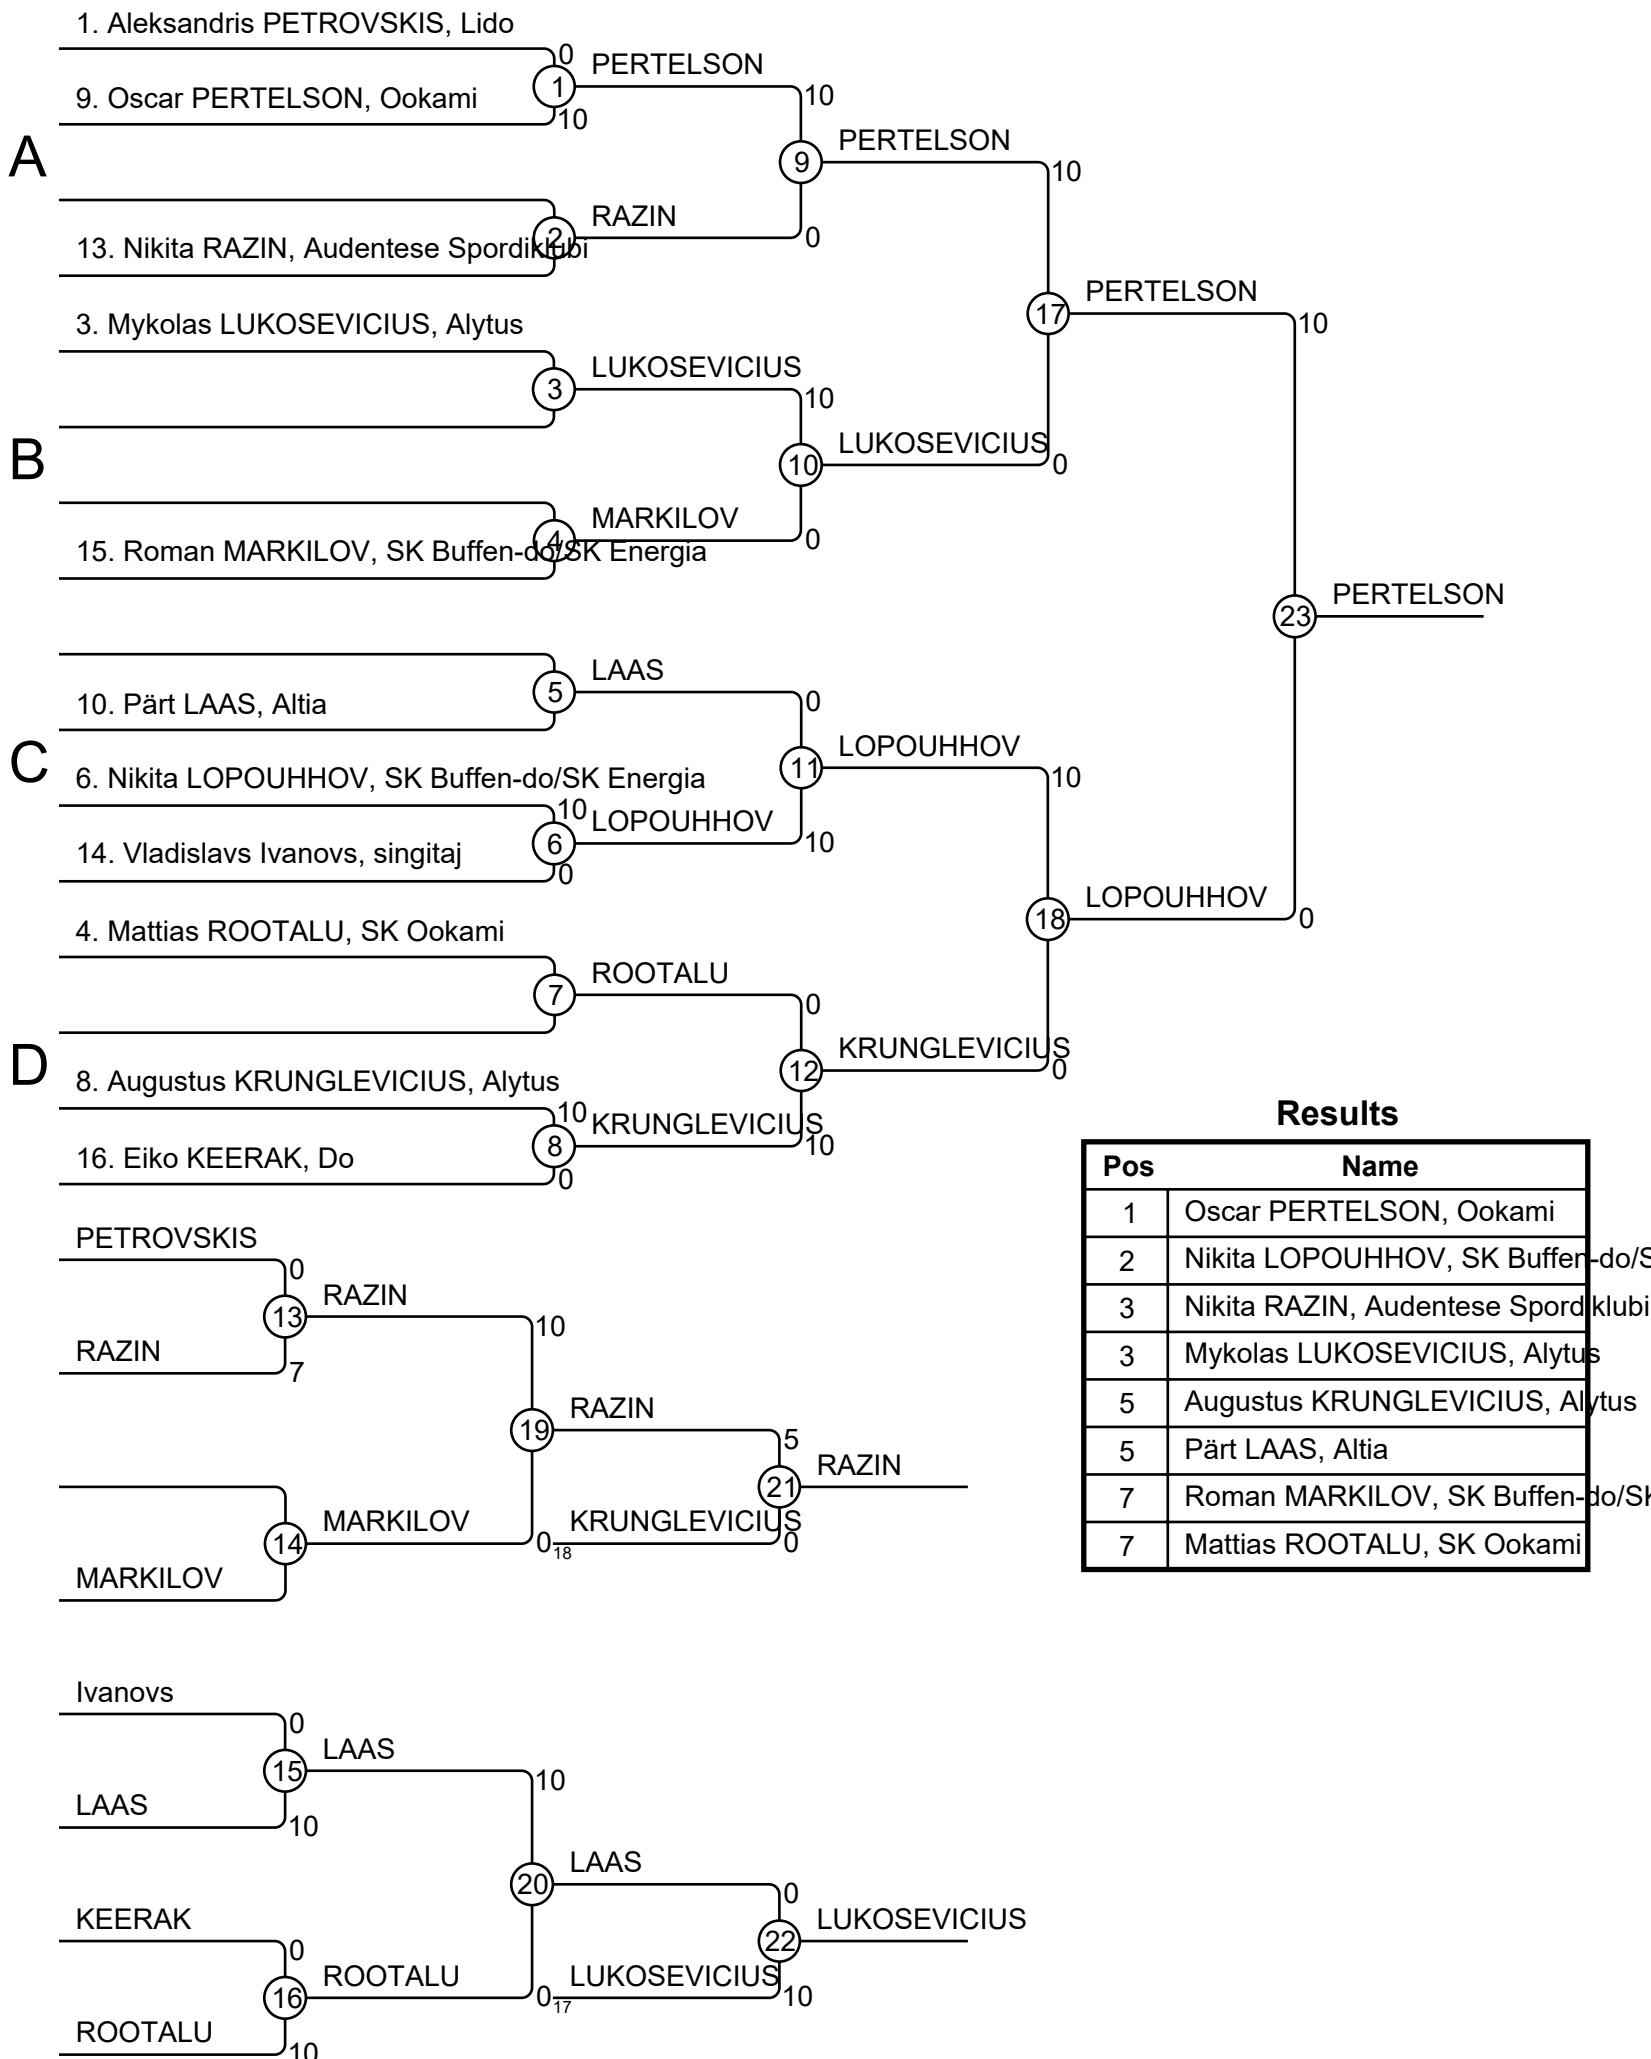 1. Aleksandris PETROVSKIS, Lido
0
PERTELSON
1
10
9. Oscar PERTELSON, Ookami
10
A
PERTELSON
9
10
RAZIN
2
0
13. Nikita RAZIN, Audentese Spordiklubi
PERTELSON
17
10
3. Mykolas LUKOSEVICIUS, Alytus
LUKOSEVICIUS
3
10
B
LUKOSEVICIUS
10
0
MARKILOV
4
0
15. Roman MARKILOV, SK Buffen-do/SK Energia
PERTELSON
23
LAAS
5
0
10. Pärt LAAS, Altia
C
LOPOUHHOV
11
10
6. Nikita LOPOUHHOV, SK Buffen-do/SK Energia
10
LOPOUHHOV
6
10
14. Vladislavs Ivanovs, singitaj
0
LOPOUHHOV
18
0
4. Mattias ROOTALU, SK Ookami
ROOTALU
7
0
D
KRUNGLEVICIUS
12
0
8. Augustus KRUNGLEVICIUS, Alytus
10
KRUNGLEVICIUS
8
10
16. Eiko KEERAK, Do
0
Results
Pos Name
1 Oscar PERTELSON, Ookami
2 Nikita LOPOUHHOV, SK Buffen-do/S
3 Nikita RAZIN, Audentese Spordiklubi
3 Mykolas LUKOSEVICIUS, Alytus
5 Augustus KRUNGLEVICIUS, Alytus
5 Pärt LAAS, Altia
7 Roman MARKILOV, SK Buffen-do/SK
7 Mattias ROOTALU, SK Ookami
PETROVSKIS
0
RAZIN
13
10
RAZIN
7
RAZIN
19
5
RAZIN
21
MARKILOV
14
0
18
KRUNGLEVICIUS
0
MARKILOV
Ivanovs
0
LAAS
15
10
LAAS
10
LAAS
20
0
KEERAK
0
LUKOSEVICIUS
22
ROOTALU
16
0
17
LUKOSEVICIUS
10
ROOTALU
10